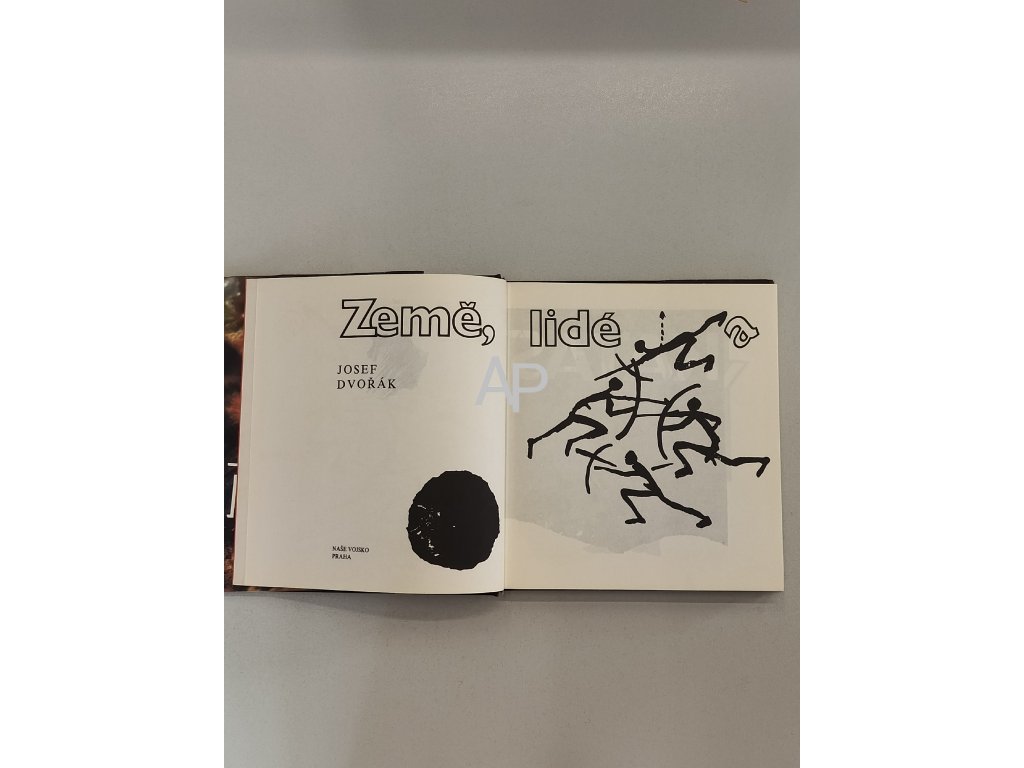 Země, lidé a
JOSEF
DVOŘÁK
AP
NAŠE VOJSKO
PRAHA